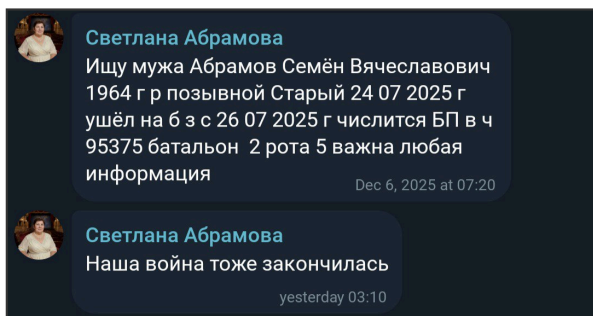 Светлана Абрамова
Ищу мужа Абрамов Семён Вячеславович
1964 г р позывной Старый 24 07 2025 г
ушёл на б з с 26 07 2025 г числится БП в ч
95375 батальон  2 рота 5 важна любая
информация
Dec 6, 2025 at 07:20
Светлана Абрамова
Наша война тоже закончилась
yesterday 03:10